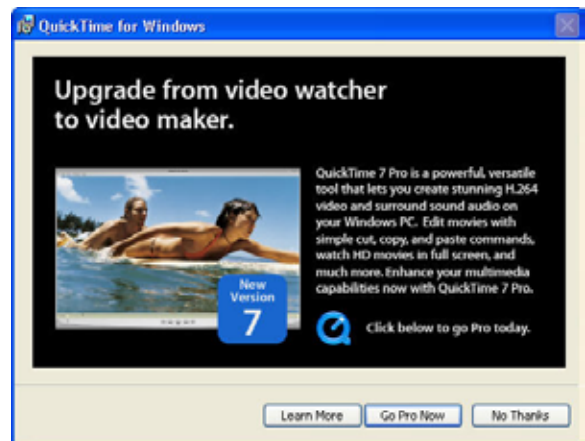 QuickTime for Windows
Upgrade from video watcher
to video maker.
QuickTime 7 Pro is a powerful, versatile
tool that lets you create stunning H.264
video and surround sound audio on
your Windows PC. Edit movies with
simple cut, copy, and paste commands,
watch HD movies in full screen, and
much more. Enhance your multimedia
capabilities now with QuickTime 7 Pro.
New
Version
7
Click below to go Pro today.
Learn More
Go Pro Now
No Thanks